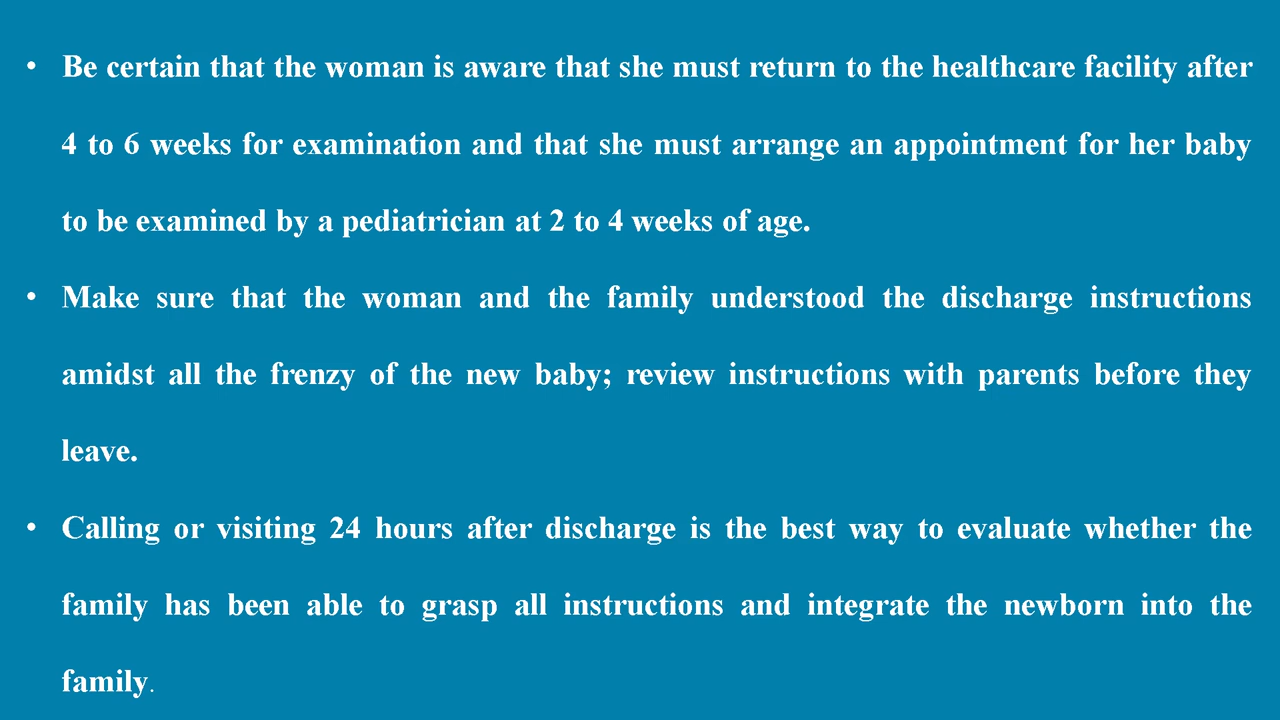 • Be certain that the woman is aware that she must return to the healthcare facility after
4 to 6 weeks for examination and that she must arrange an appointment for her baby
to be examined by a pediatrician at 2 to 4 weeks of age.
• Make sure that the woman and the family understood the discharge instructions
amidst all the frenzy of the new baby; review instructions with parents before they
leave.
• Calling or visiting 24 hours after discharge is the best way to evaluate whether the
family has been able to grasp all instructions and integrate the newborn into the
family.